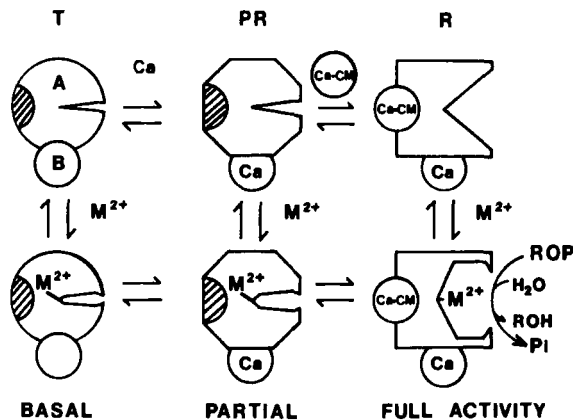 T PR R
Ca Ca-CM
A
Ca-CM
B Ca Ca
M²⁺ M²⁺ M²⁺
ROP
M²⁺ M²⁺ Ca-CM M²⁺ H₂O
ROH
Pi
Ca Ca
BASAL PARTIAL FULL ACTIVITY